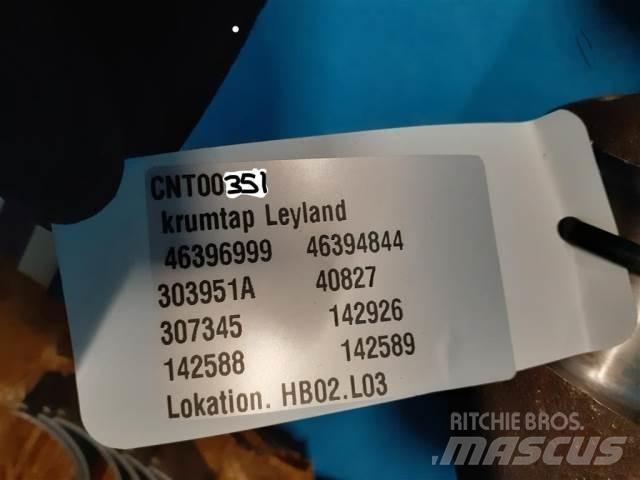 CNT00351
krumtap Leyland
46396999 46394844
303951A 40827
307345 142926
142588 142589
Lokation. HB02.L03
RITCHIE BROS.
MASCUS